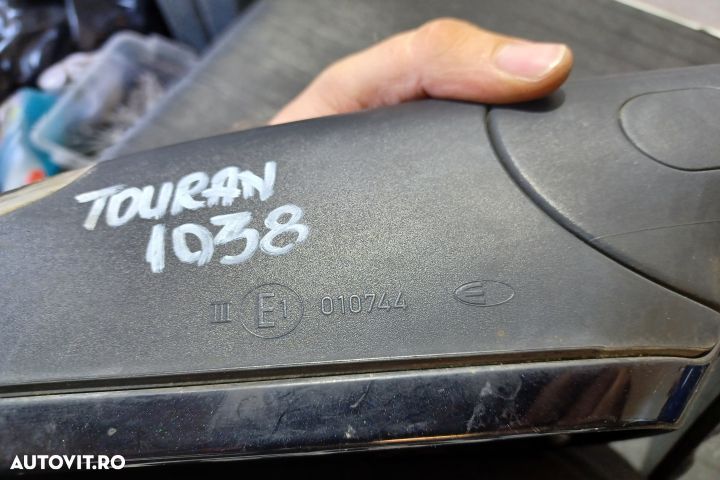 TOURAN
1038
III E1 010744
AUTOVIT.RO